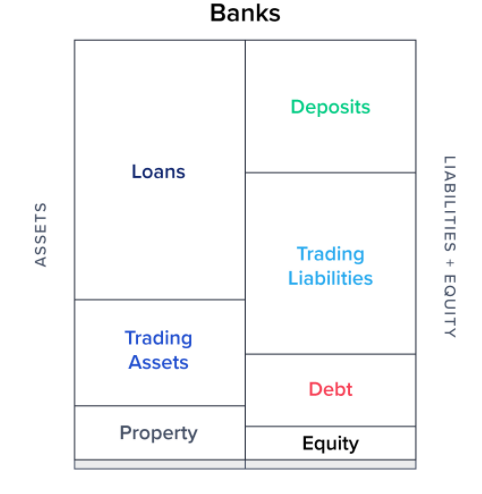 Banks
ASSETS
Loans
Trading
Assets
Property
Deposits
Trading
Liabilities
Debt
Equity
LIABILITIES + EQUITY